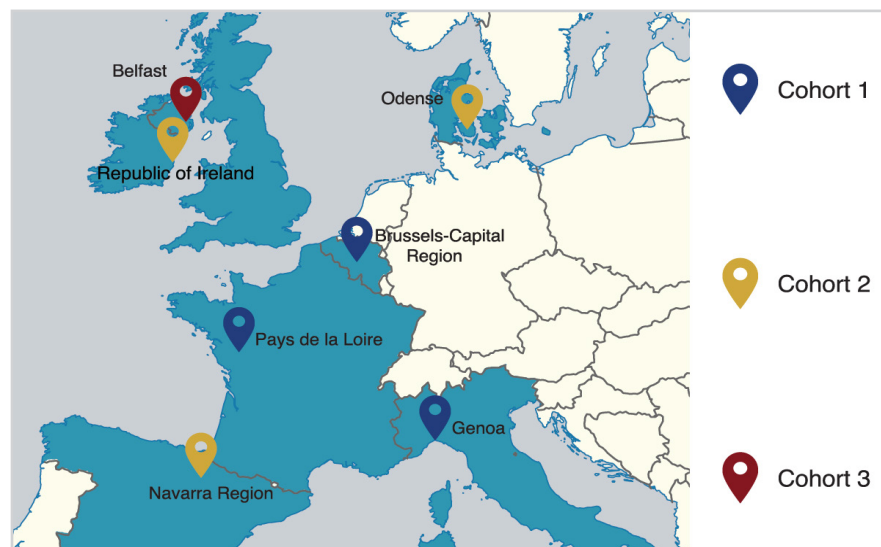 Belfast
Odense
Republic of Ireland
Brussels-Capital
Region
Pays de la Loire
Genoa
Navarra Region
Cohort 1
Cohort 2
Cohort 3